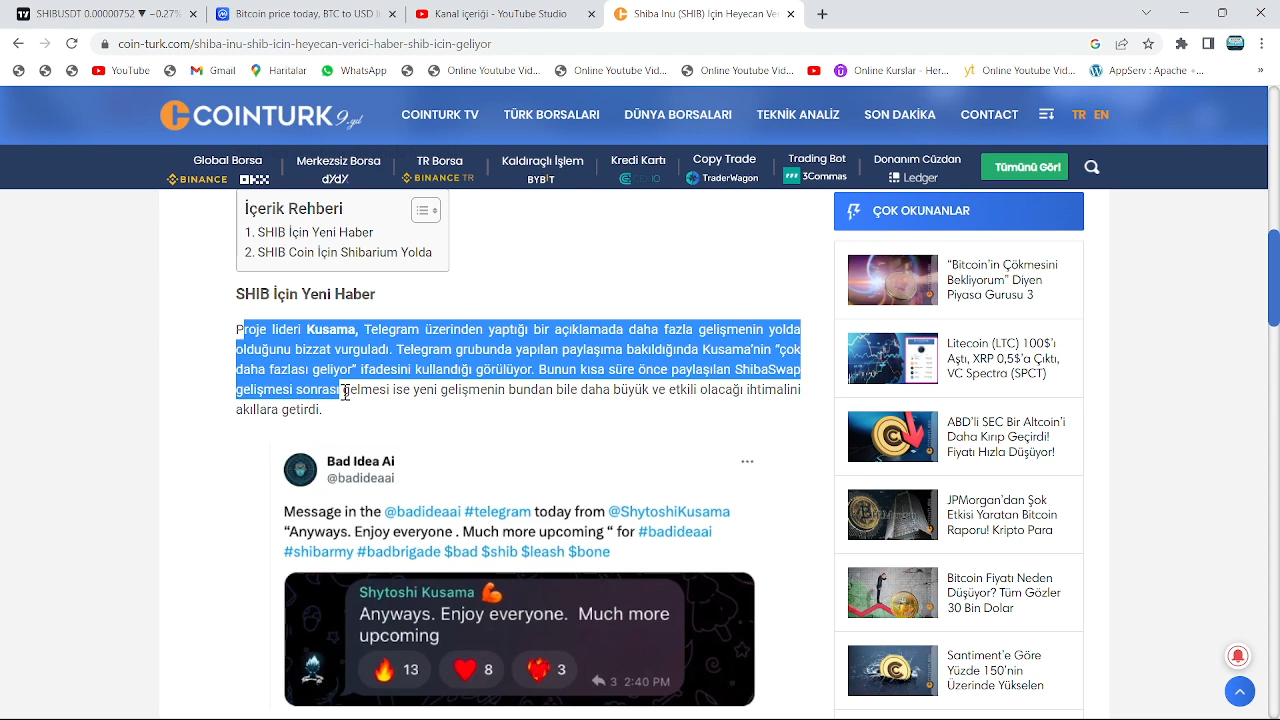 SHIBUSDT 0.00000752 ▼ −0.27%
Bitcoin price today, BTC to USD li
Kanal içeriği - YouTube Studio
Shiba Inu (SHIB) Heyecan Ver
coin-turk.com/shiba-inu-shib-icin-heyecan-verici-haber-shib-icin-geliyor
YouTube
Gmail
Haritalar
WhatsApp
Online Youtube Vid...
Online Youtube Vid...
Online Youtube Vid...
Online Kurslar - Her...
yt Online Youtube Vid...
AppServ : Apache +...
COINTURK 9.yıl
COINTURK TV
TÜRK BORSALARI
DÜNYA BORSALARI
TEKNİK ANALİZ
SON DAKİKA
CONTACT
TR EN
Global Borsa
BINANCE OKX
Merkezsiz Borsa
dYdX
TR Borsa
BINANCE TR
Kaldıraçlı İşlem
BYBIT
Kredi Kartı
Copy Trade
TraderWagon
Trading Bot
3Commas
Donanım Cüzdan
Ledger
Tümünü Gör!
İçerik Rehberi
1. SHIB İçin Yeni Haber
2. SHIB Coin İçin Shibarium Yolda
SHIB İçin Yeni Haber
Proje lideri Kusama, Telegram üzerinden yaptığı bir açıklamada daha fazla gelişmenin yolda
olduğunu bizzat vurguladı. Telegram grubunda yapılan paylaşıma bakıldığında Kusama’nin “çok
daha fazlası geliyor” ifadesini kullandığı görülüyor. Bunun kısa süre önce paylaşılan ShibaSwap
gelişmesi sonrası gelmesi ise yeni gelişmenin bundan bile daha büyük ve etkili olacağı ihtimalini
akıllara getirdi.
Bad Idea Ai
@badideaai
Message in the @badideaai #telegram today from @ShytoshiKusama
“Anyways. Enjoy everyone . Much more upcoming “ for #badideaai
#shibarmy #badbrigade $bad $shib $leash $bone
Shytoshi Kusama
Anyways. Enjoy everyone. Much more
upcoming
13
8
3
3 2:40 PM
ÇOK OKUNANLAR
“Bitcoin’in Çökmesini
Bekliyorum” Diyen
Piyasa Gurusu 3
Litecoin (LTC) 100$’ı
Aştı, XRP 0,5$’a Çıktı,
VC Spectra (SPCT)
ABD’li SEC Bir Altcoin’i
Daha Kırıp Geçirdi!
Fiyatı Hızla Düşüyor!
JPMorgan’dan Şok
Etkisi Yaratan Bitcoin
Raporu! Kripto Para
Bitcoin Fiyatı Neden
Düşüyor? Tüm Gözler
30 Bin Dolar
Santiment’e Göre
Yüzde 150’nin
Üzerinde Yükselen